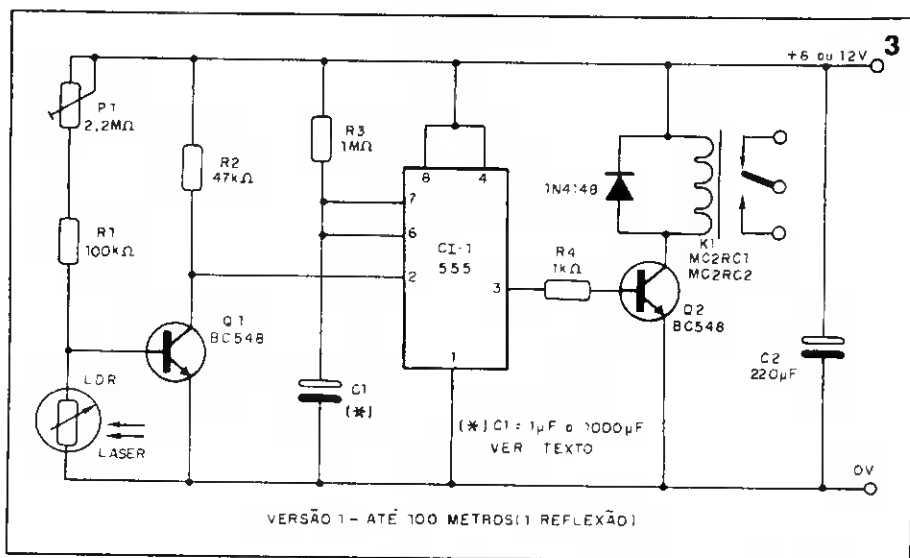 3
+6 ou 12V
P1
2,2MΩ
R2
47kΩ
R3
1MΩ
8
4
7
6
2
3
1
CI-1
555
1N4148
K1
MC2RC1
MC2RC2
R1
100kΩ
R4
1kΩ
Q1
BC548
Q2
BC548
LDR
LASER
C1
(*)
C2
220µF
(*) C1 = 1µF a 1000µF
VER TEXTO
0V
VERSÃO 1 - ATÉ 100 METROS (1 REFLEXÃO)